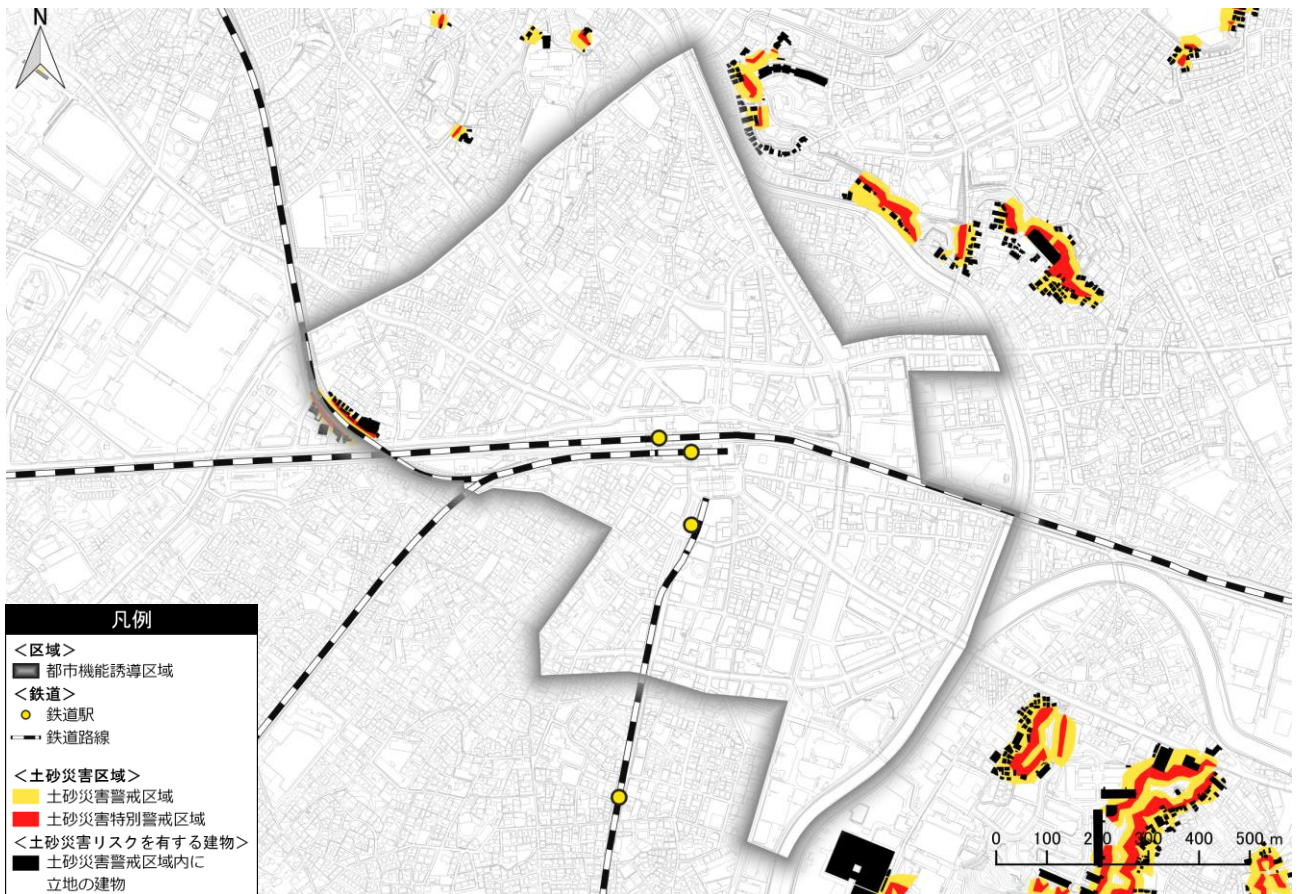 N
凡例
＜区域＞
都市機能誘導区域
＜鉄道＞
鉄道駅
鉄道路線
＜土砂災害区域＞
土砂災害警戒区域
土砂災害特別警戒区域
＜土砂災害リスクを有する建物＞
土砂災害警戒区域内に
立地の建物
0 100 200 300 400 500 m